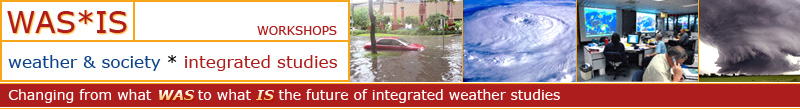 WAS*IS
WORKSHOPS
weather & society * integrated studies
Changing from what WAS to what IS the future of integrated weather studies